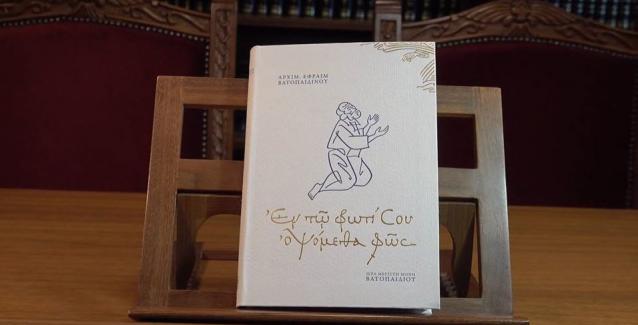 ΑΡΧΙΜ. ΕΦΡΑΙΜ
ΒΑΤΟΠΑΙΔΙΝΟΥ
Ἐν τῷ φωτί Σου
ὀψόμεθα φῶς
ΙΕΡΑ ΜΕΓΙΣΤΗ ΜΟΝΗ
ΒΑΤΟΠΑΙΔΙΟΥ